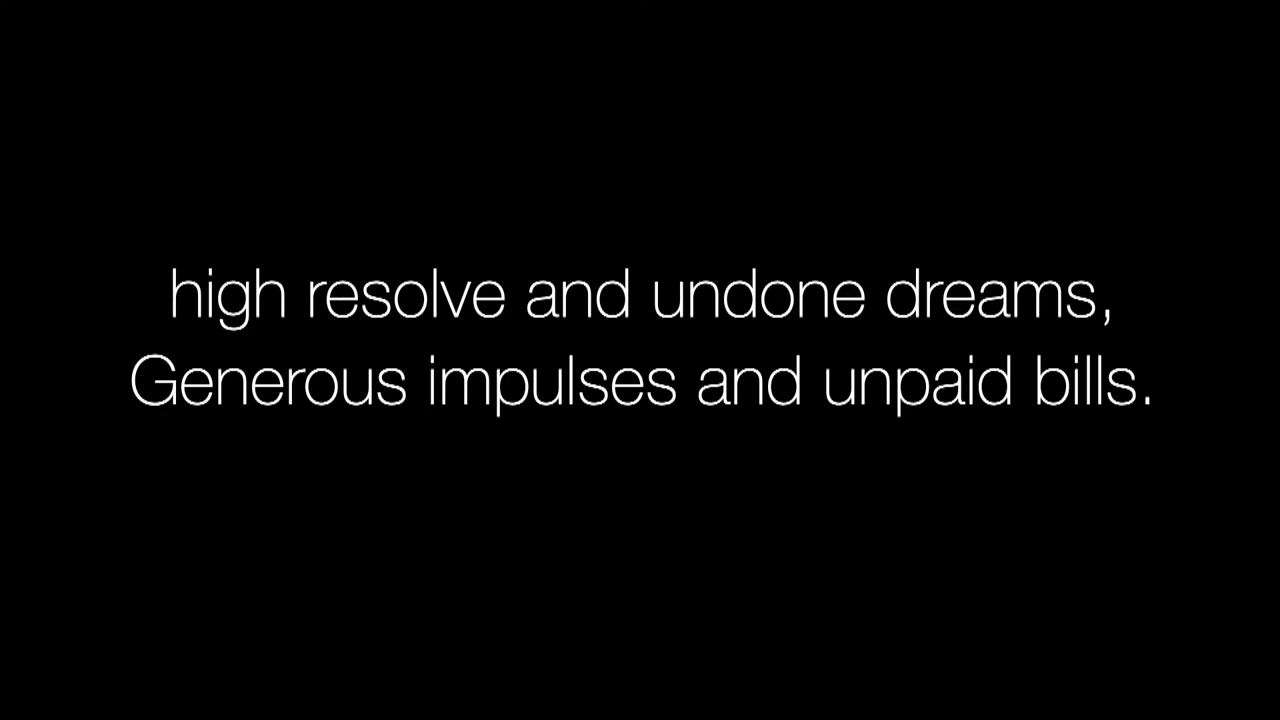 high resolve and undone dreams,
Generous impulses and unpaid bills.